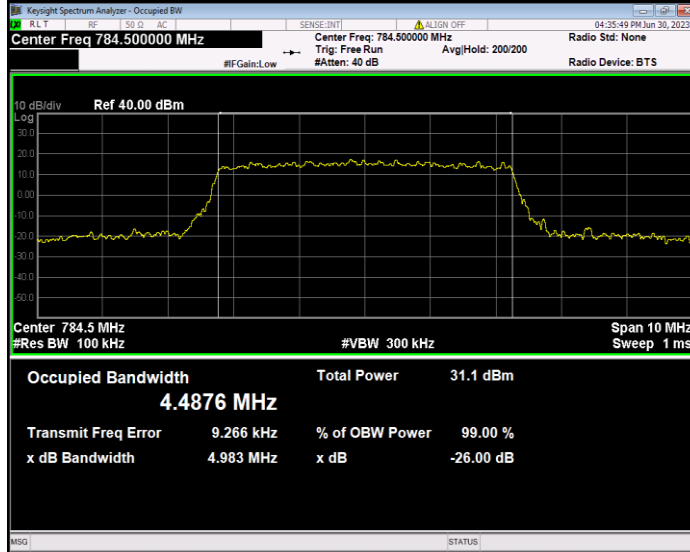 Keysight Spectrum Analyzer - Occupied BW
RLT RF 50 Ω AC SENSE:INT ALIGN OFF 04:35:49 PM Jun 30, 2023
Center Freq 784.500000 MHz
Center Freq: 784.500000 MHz Radio Std: None
Trig: Free Run Avg|Hold: 200/200
#IFGain:Low #Atten: 40 dB Radio Device: BTS
10 dB/div Ref 40.00 dBm
Log
30.0
20.0
10.0
0.00
-10.0
-20.0
-30.0
-40.0
-50.0
Center 784.5 MHz Span 10 MHz
#Res BW 100 kHz #VBW 300 kHz Sweep 1 ms
Occupied Bandwidth Total Power 31.1 dBm
4.4876 MHz
Transmit Freq Error 9.266 kHz % of OBW Power 99.00 %
x dB Bandwidth 4.983 MHz x dB -26.00 dB
MSG STATUS